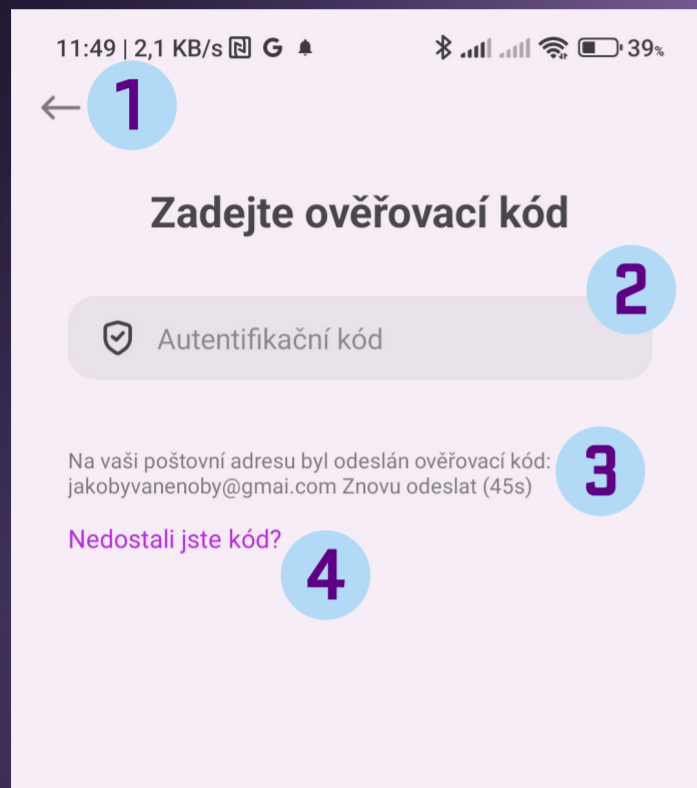 11:49 | 2,1 KB/s N G 39%
1
Zadejte ověřovací kód
2
Autentifikační kód
Na vaši poštovní adresu byl odeslán ověřovací kód:
jakobyvanenoby@gmai.com Znovu odeslat (45s)
3
Nedostali jste kód?
4